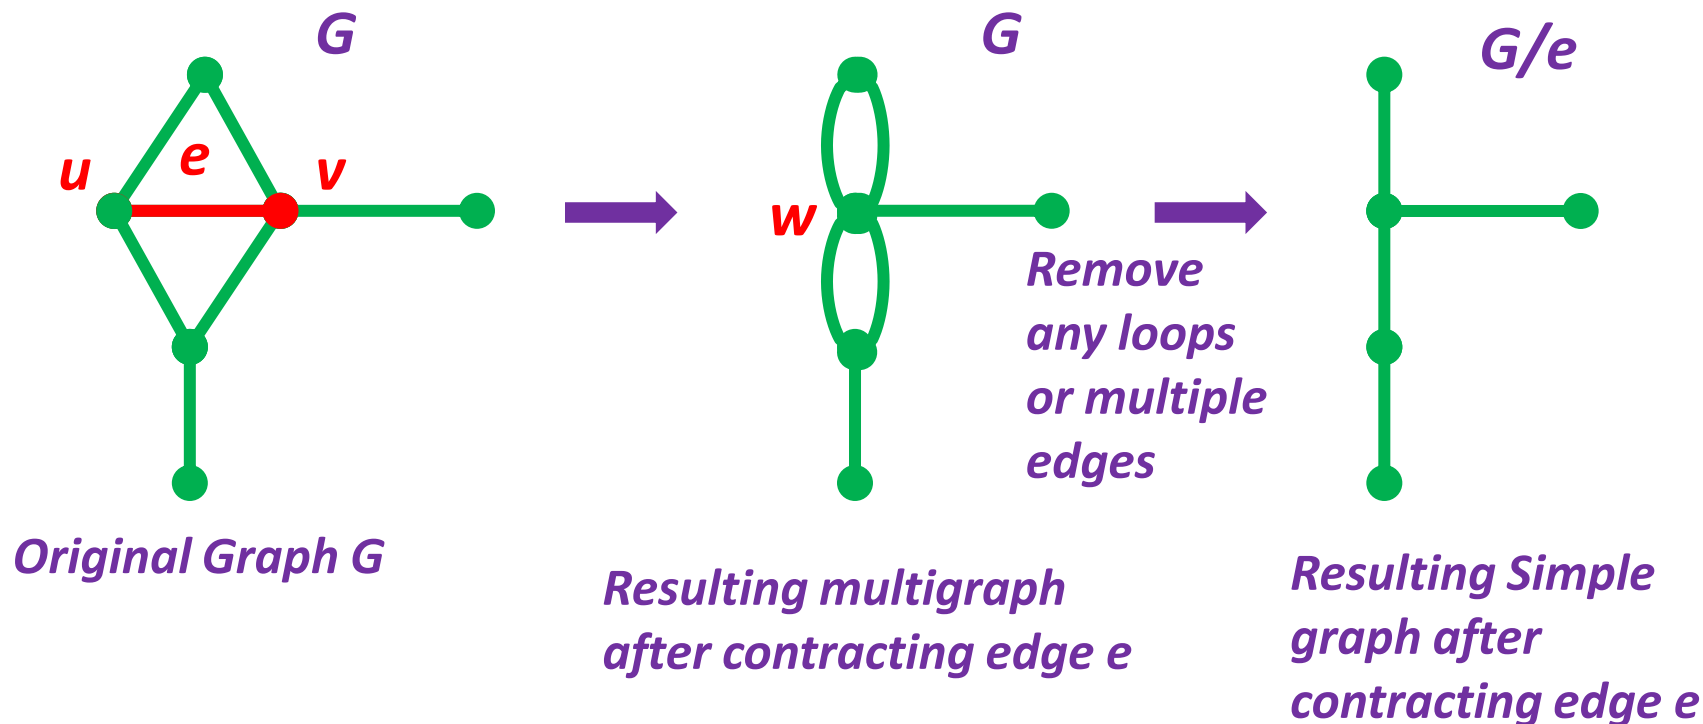 G
u
e
v
Original Graph G
G
w
Resulting multigraph
after contracting edge e
Remove
any loops
or multiple
edges
G/e
Resulting Simple
graph after
contracting edge e